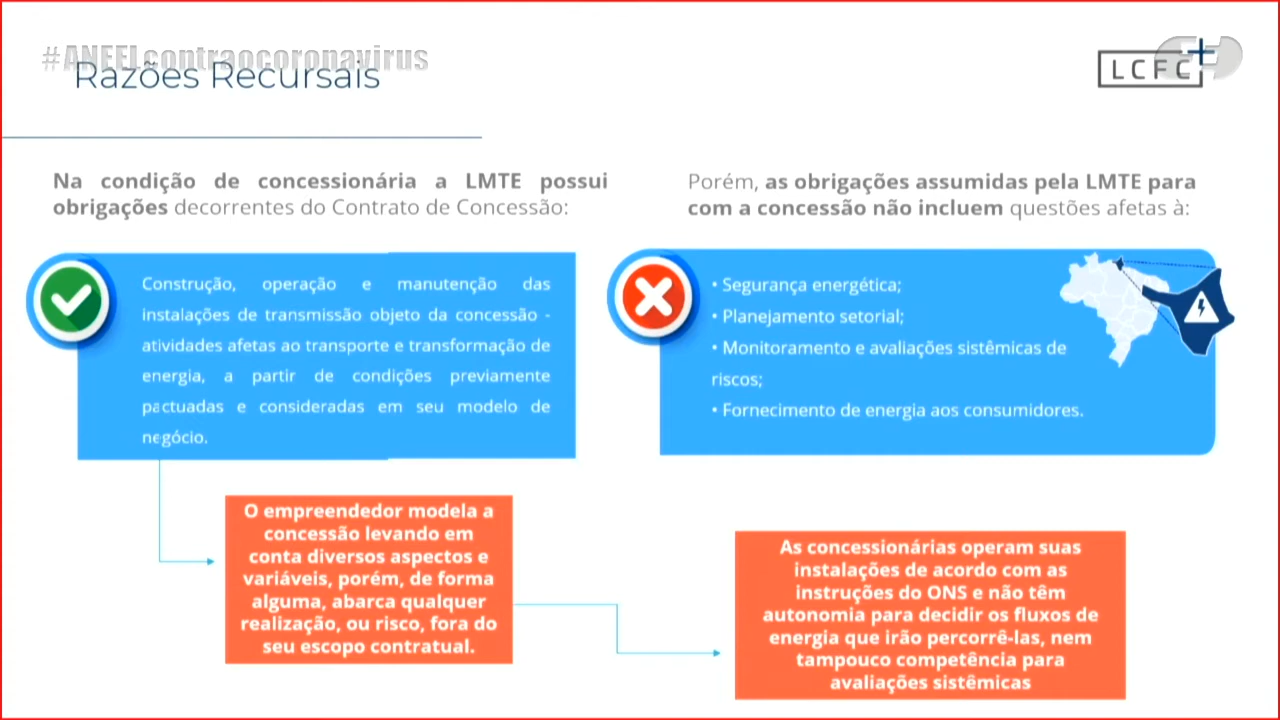 #ANEELcontraocoronavirus
Razões Recursais
LCFC
Na condição de concessionária a LMTE possui
obrigações decorrentes do Contrato de Concessão:
Construção, operação e manutenção das
instalações de transmissão objeto da concessão -
atividades afetas ao transporte e transformação de
energia, a partir de condições previamente
pactuadas e consideradas em seu modelo de
negócio.
O empreendedor modela a
concessão levando em
conta diversos aspectos e
variáveis, porém, de forma
alguma, abarca qualquer
realização, ou risco, fora do
seu escopo contratual.
Porém, as obrigações assumidas pela LMTE para
com a concessão não incluem questões afetas à:
• Segurança energética;
• Planejamento setorial;
• Monitoramento e avaliações sistêmicas de
riscos;
• Fornecimento de energia aos consumidores.
As concessionárias operam suas
instalações de acordo com as
instruções do ONS e não têm
autonomia para decidir os fluxos de
energia que irão percorrê-las, nem
tampouco competência para
avaliações sistêmicas